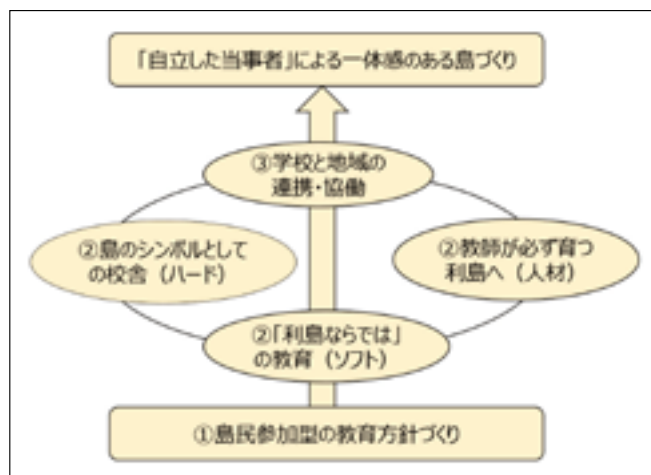 「自立した当事者」による一体感のある島づくり
③学校と地域の
連携・協働
②島のシンボルとして
の校舎（ハード）
②教師が必ず育つ
利島へ（人材）
②「利島ならでは」
の教育（ソフト）
①島民参加型の教育方針づくり